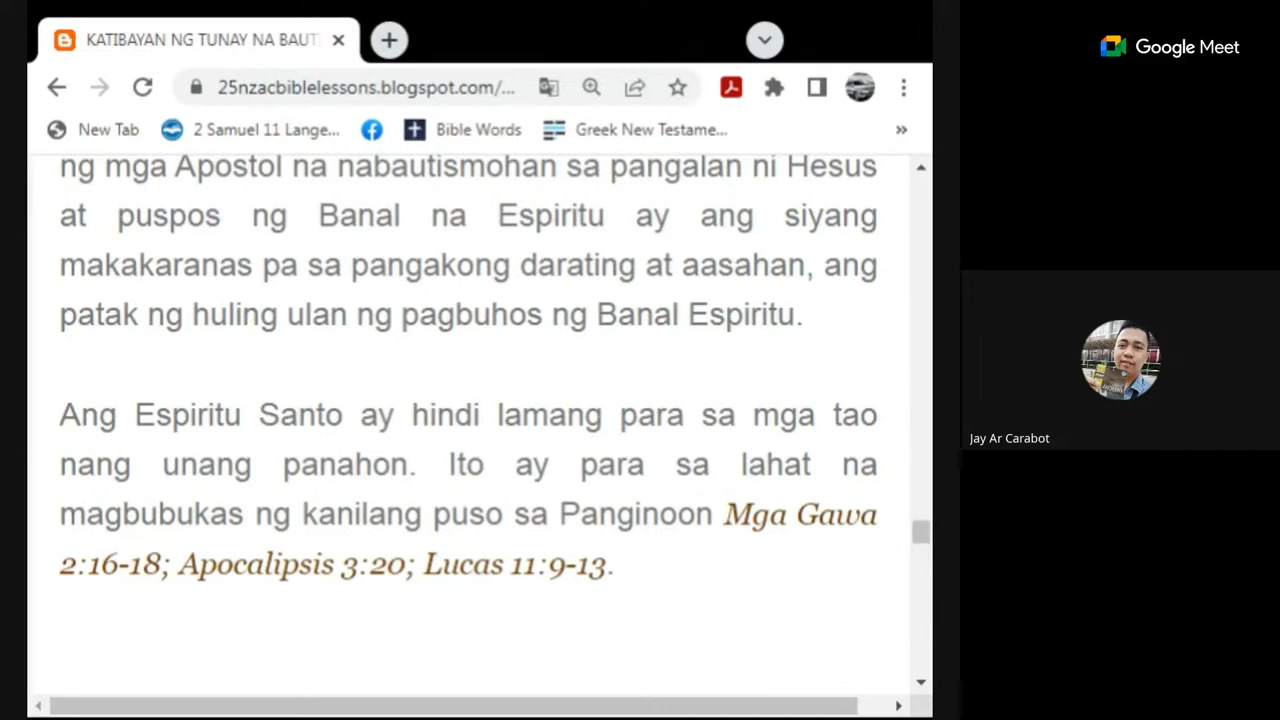 KATIBAYAN NG TUNAY NA BAUT
Google Meet
25nzacbiblelessons.blogspot.com/...
New Tab
2 Samuel 11 Lange...
Bible Words
Greek New Testame...
ng mga Apostol na nabautismohan sa pangalan ni Hesus
at puspos ng Banal na Espiritu ay ang siyang
makakaranas pa sa pangakong darating at aasahan, ang
patak ng huling ulan ng pagbuhos ng Banal Espiritu.
Ang Espiritu Santo ay hindi lamang para sa mga tao
nang unang panahon. Ito ay para sa lahat na
magbubukas ng kanilang puso sa Panginoon Mga Gawa
2:16-18; Apocalipsis 3:20; Lucas 11:9-13.
Jay Ar Carabot